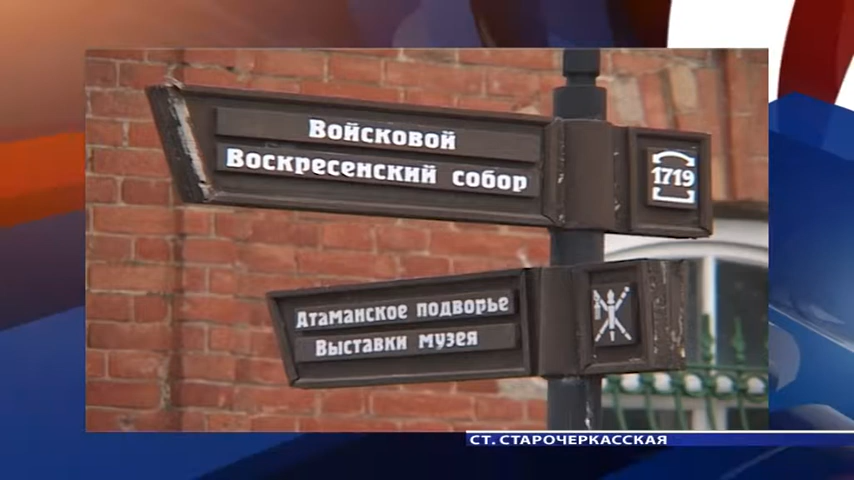 Войсковой
Воскресенский собор
1719
Атаманское подворье
Выставки музея
СТ. СТАРОЧЕРКАССКАЯ